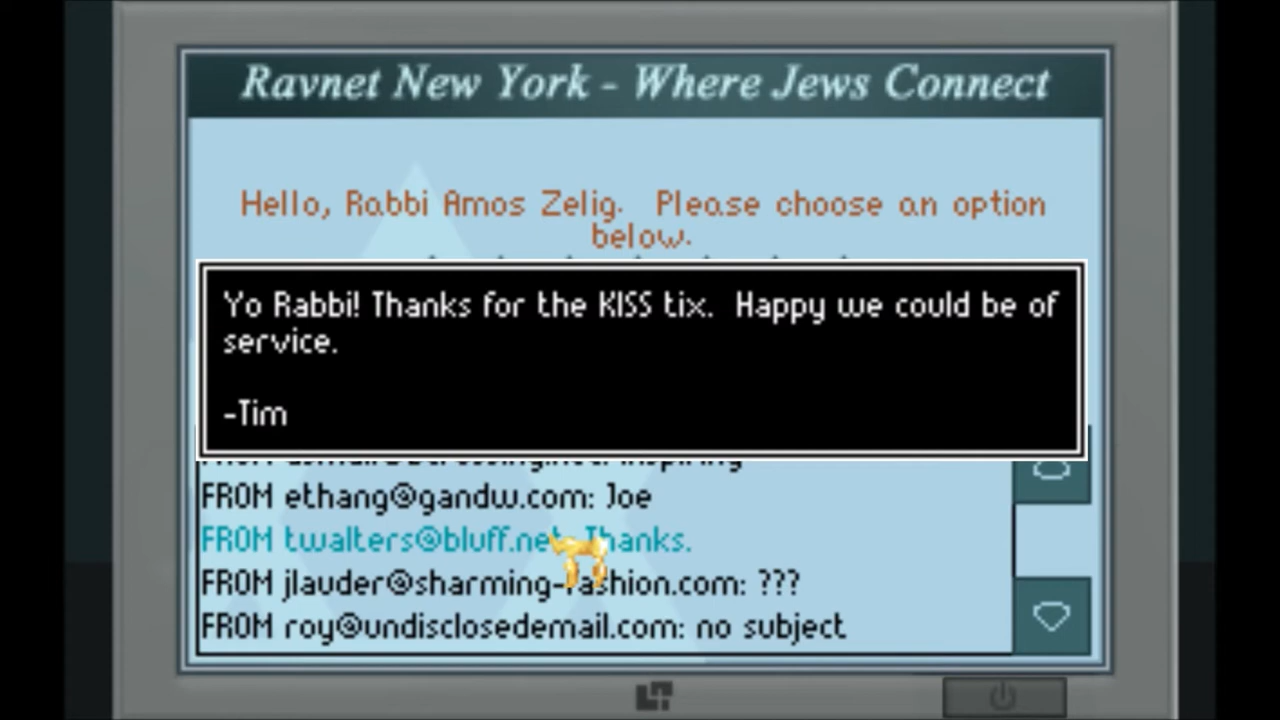 Ravnet New York - Where Jews Connect
Hello, Rabbi Amos Zelig. Please choose an option
below.
Yo Rabbi! Thanks for the KISS tix. Happy we could be of
service.
-Tim
FROM ethang@gandw.com: Joe
FROM twalters@bluff.net: Thanks.
FROM jlauder@sharming-fashion.com: ???
FROM roy@undisclosedemail.com: no subject